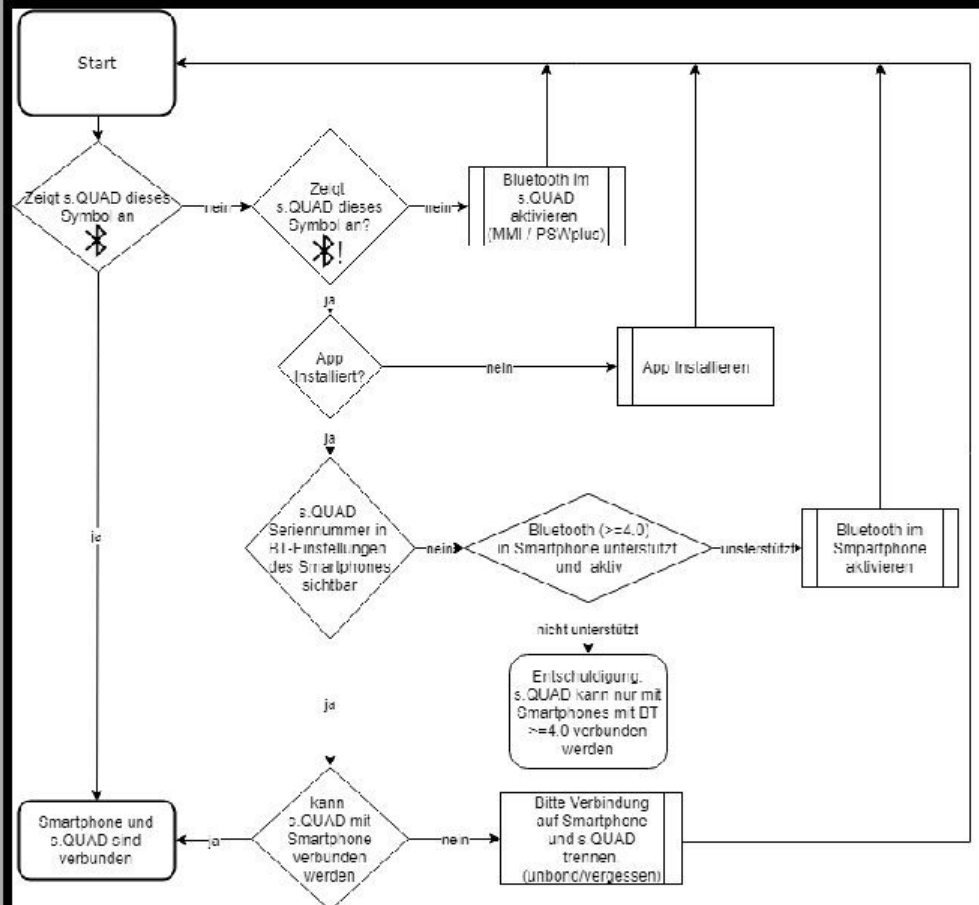 Start
Zeigt s.QUAD dieses
Symbol an
nein
Zeigt
s.QUAD dieses
Symbol an?
!
nein
Bluetooth im
s.QUAD
aktivieren
(MMI / PSWplus)
ja
App
Installiert?
nein
App Installieren
ja
s.QUAD
Seriennummer in
BT-Einstellungen
des Smartphones
sichtbar
nein
Bluetooth (>=4.0)
in Smartphone unterstützt
und aktiv
unsterstützt
Bluetooth im
Smpartphone
aktivieren
ja
nicht unterstützt
Entschuldigung.
s.QUAD kann nur mit
Smartphones mit BT
>=4.0 verbunden
werden
ja
Smartphone und
s.QUAD sind
verbunden
ja
kann
s.QUAD mit
Smartphone
verbunden
werden
nein
Bitte Verbindung
auf Smartphone
und s.QUAD
trennen.
(unbond/vergessen)